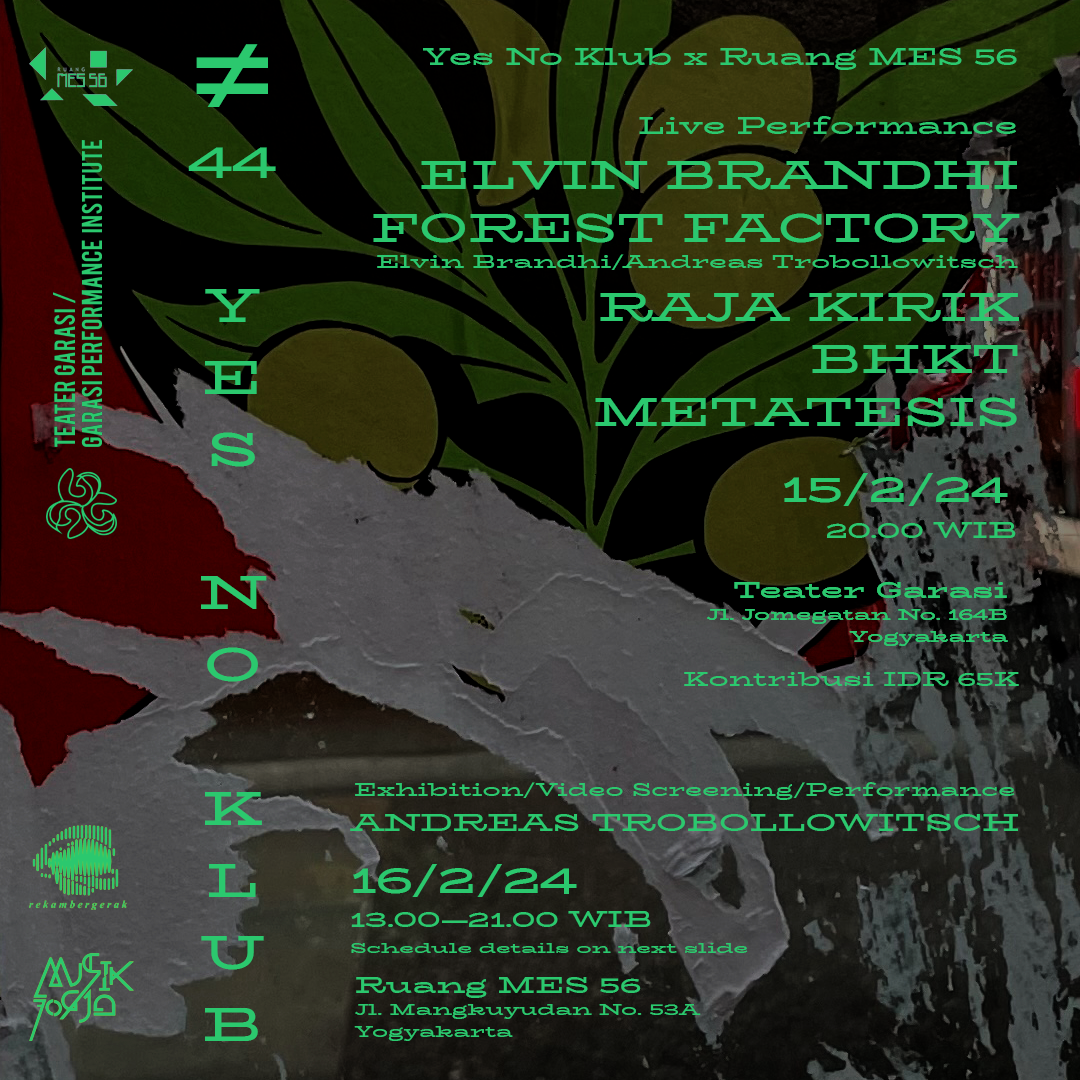 RUANG
MES 56
TEATER GARASI /
GARASI PERFORMANCE INSTITUTE
rekambergerak
MUSIK
JOGJA
≠
44
YES
NO
KLUB
Yes No Klub x Ruang MES 56
Live Performance
ELVIN BRANDHI
FOREST FACTORY
Elvin Brandhi/Andreas Trobollowitsch
RAJA KIRIK
BHKT
METATESIS
15/2/24
20.00 WIB
Teater Garasi
Jl. Jomegatan No. 164B
Yogyakarta
Kontribusi IDR 65K
Exhibition/Video Screening/Performance
ANDREAS TROBOLLOWITSCH
16/2/24
13.00—21.00 WIB
Schedule details on next slide
Ruang MES 56
Jl. Mangkuyudan No. 53A
Yogyakarta